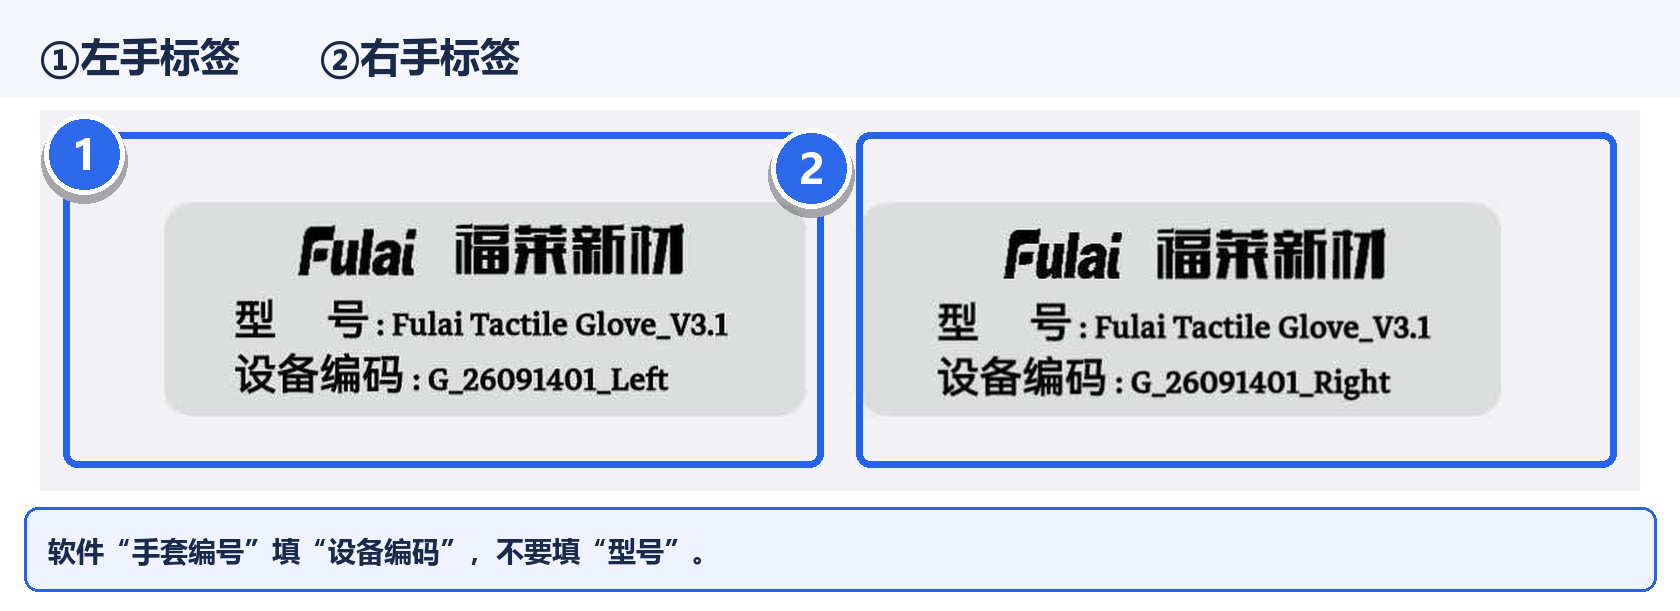 ①左手标签 ②右手标签
1
2
Fulai 福莱新材
型 号 : Fulai Tactile Glove_V3.1
设备编码 : G_26091401_Left
Fulai 福莱新材
型 号 : Fulai Tactile Glove_V3.1
设备编码 : G_26091401_Right
软件“手套编号”填“设备编码”，不要填“型号”。